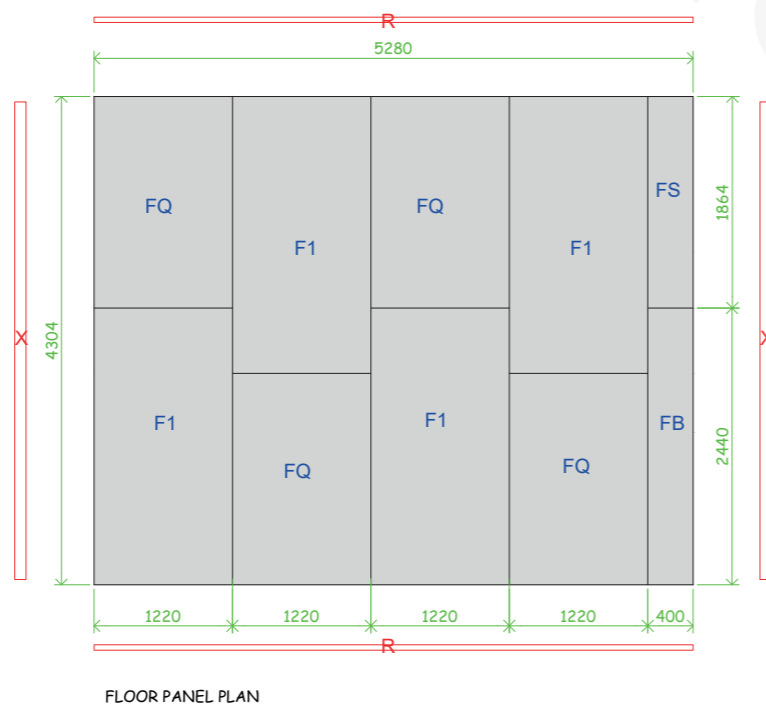 R
5280
FQ
F1
FQ
F1
FS
1864
X
4304
X
F1
FQ
F1
FQ
FB
2440
1220
1220
1220
1220
400
R
FLOOR PANEL PLAN